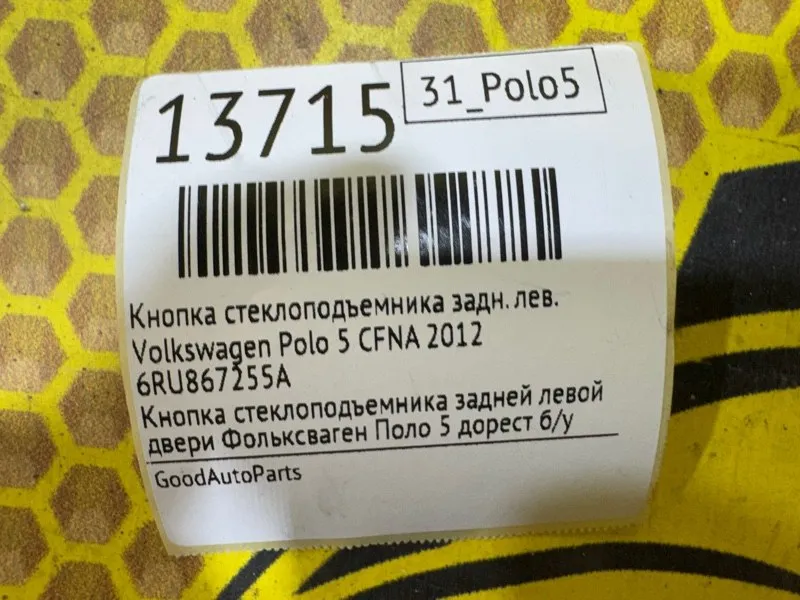 13715
31_Polo5
Кнопка стеклоподъемника задн. лев.
Volkswagen Polo 5 CFNA 2012
6RU867255A
Кнопка стеклоподъемника задней левой
двери Фольксваген Поло 5 дорест б/у
GoodAutoParts